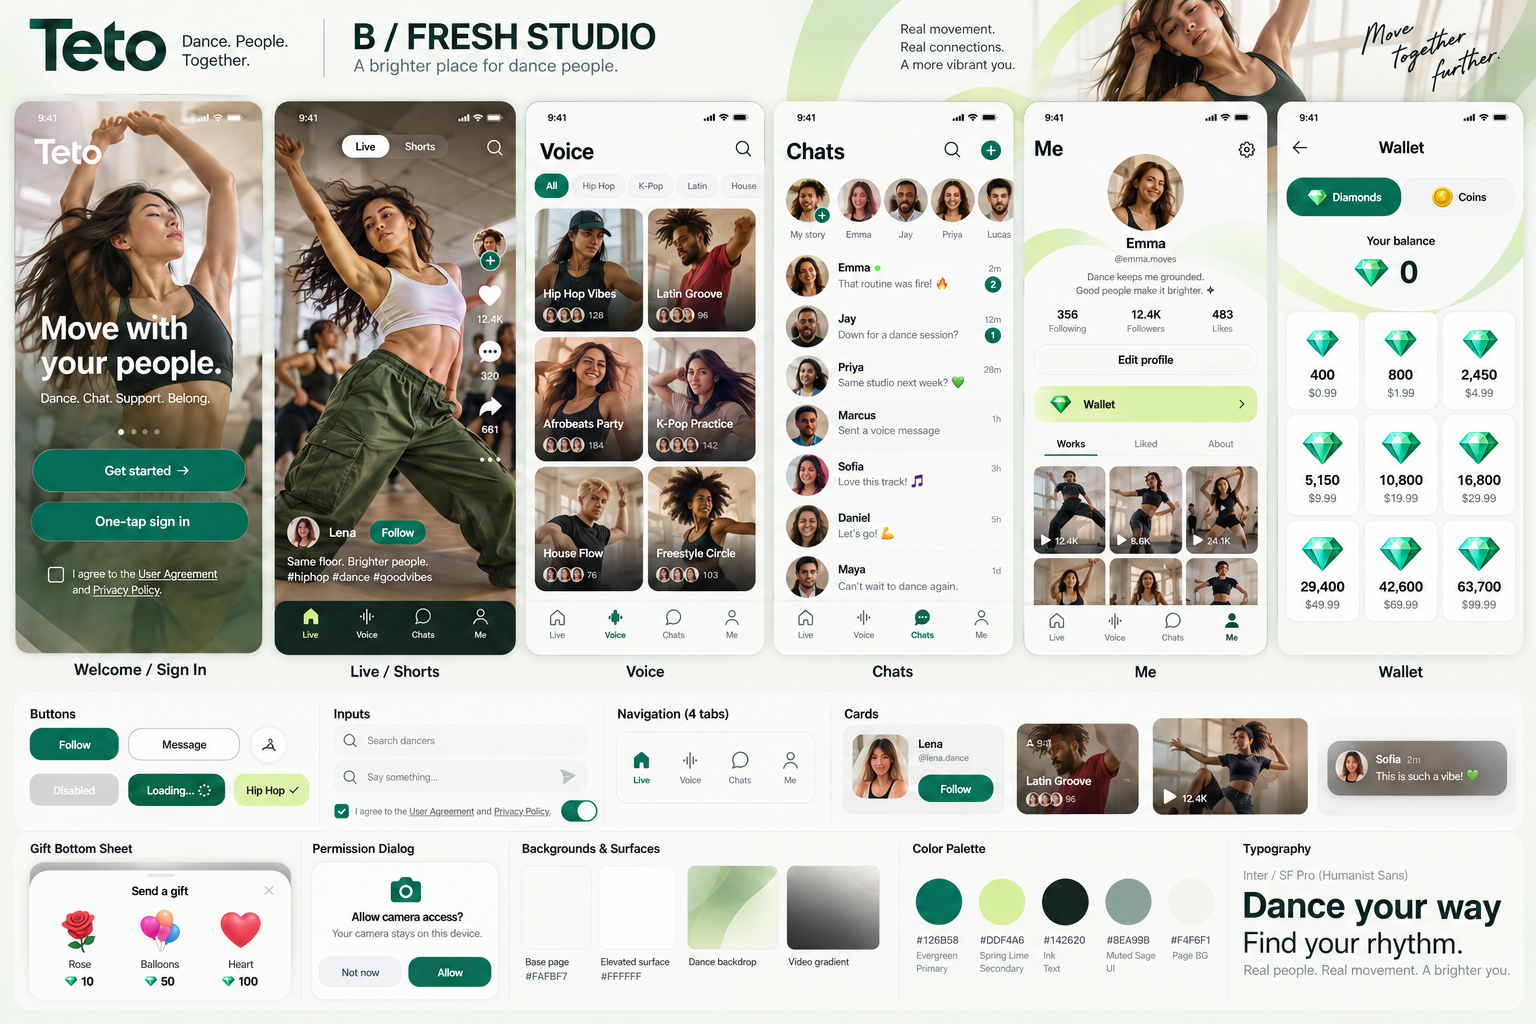 Teto
Dance. People.
Together.
B / FRESH STUDIO
A brighter place for dance people.
Real movement.
Real connections.
A more vibrant you.
Move
together
further.
9:41
Teto
Move with
your people.
Dance. Chat. Support. Belong.
Get started →
One-tap sign in
I agree to the User Agreement
and Privacy Policy.
Welcome / Sign In
9:41
Live
Shorts
12.4K
320
661
Lena
Follow
Same floor. Brighter people.
#hiphop #dance #goodvibes
Live
Voice
Chats
Me
Live / Shorts
9:41
Voice
All
Hip Hop
K-Pop
Latin
House
Hip Hop Vibes
128
Latin Groove
96
Afrobeats Party
184
K-Pop Practice
142
House Flow
76
Freestyle Circle
103
Live
Voice
Chats
Me
Voice
9:41
Chats
My story
Emma
Jay
Priya
Lucas
Emma
2m
That routine was fire! 🔥
2
Jay
12m
Down for a dance session?
1
Priya
28m
Same studio next week? 💚
Marcus
1h
Sent a voice message
Sofia
3h
Love this track! 🎵
Daniel
5h
Let's go! 💪
Maya
1d
Can't wait to dance again.
Live
Voice
Chats
Me
Chats
9:41
Me
Emma
@emma.moves
Dance keeps me grounded.
Good people make it brighter. ✦
356
Following
12.4K
Followers
483
Likes
Edit profile
Wallet
Works
Liked
About
12.4K
8.6K
24.1K
Live
Voice
Chats
Me
Me
9:41
Wallet
Diamonds
Coins
Your balance
0
400
$0.99
800
$1.99
2,450
$4.99
5,150
$9.99
10,800
$19.99
16,800
$29.99
29,400
$49.99
42,600
$69.99
63,700
$99.99
Wallet
Buttons
Follow
Message
Disabled
Loading...
Hip Hop ✓
Inputs
Search dancers
Say something...
I agree to the User Agreement and Privacy Policy.
Navigation (4 tabs)
Live
Voice
Chats
Me
Cards
Lena
@lena.dance
Follow
Latin Groove
96
12.4K
Sofia 2m
This is such a vibe! 💚
Gift Bottom Sheet
Send a gift
Rose
10
Balloons
50
Heart
100
Permission Dialog
Allow camera access?
Your camera stays on this device.
Not now
Allow
Backgrounds & Surfaces
Base page
#FAFBF7
Elevated surface
#FFFFFF
Dance backdrop
Video gradient
Color Palette
#126B58
Evergreen
Primary
#DDF4A6
Spring Lime
Secondary
#142620
Ink
Text
#8EA99B
Muted Sage
UI
#F4F6F1
Page BG
Typography
Inter / SF Pro (Humanist Sans)
Dance your way
Find your rhythm.
Real people. Real movement. A brighter you.